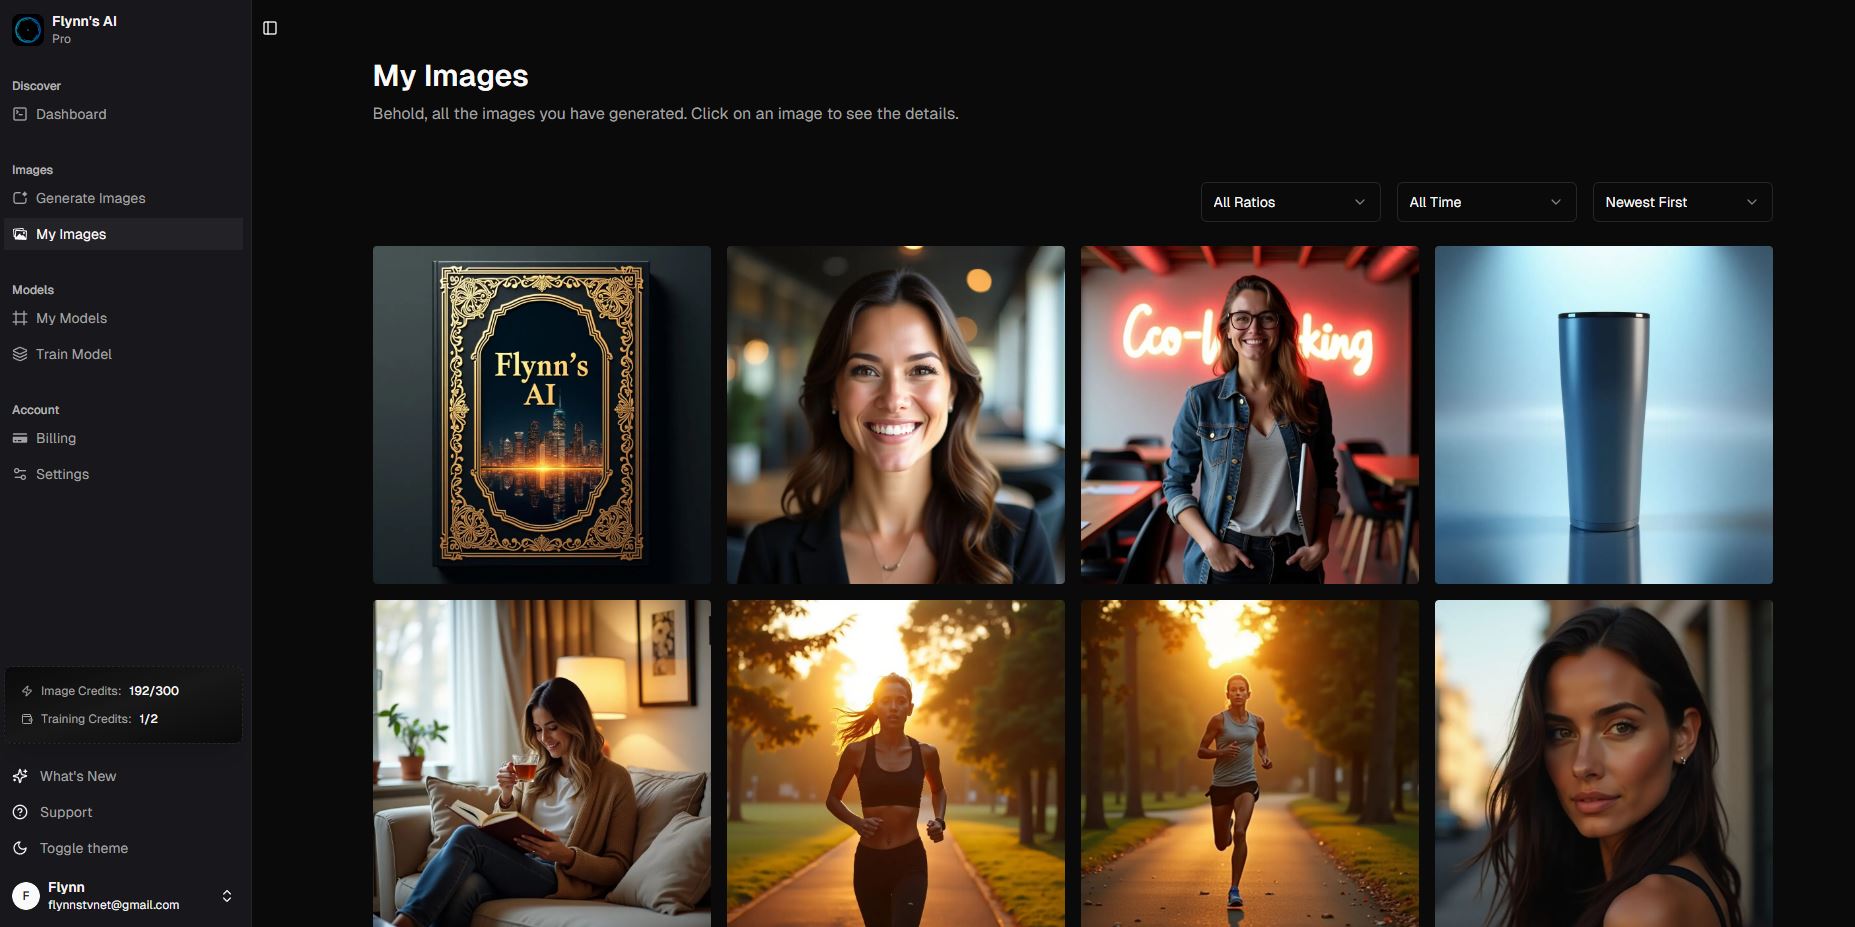 Flynn's AI
Pro
Discover
Dashboard
Images
Generate Images
My Images
Models
My Models
Train Model
Account
Billing
Settings
Image Credits: 192/300
Training Credits: 1/2
What's New
Support
Toggle theme
F
Flynn
flynnstvnet@gmail.com
My Images
Behold, all the images you have generated. Click on an image to see the details.
All Ratios
All Time
Newest First
Flynn's
AI
Cco- king